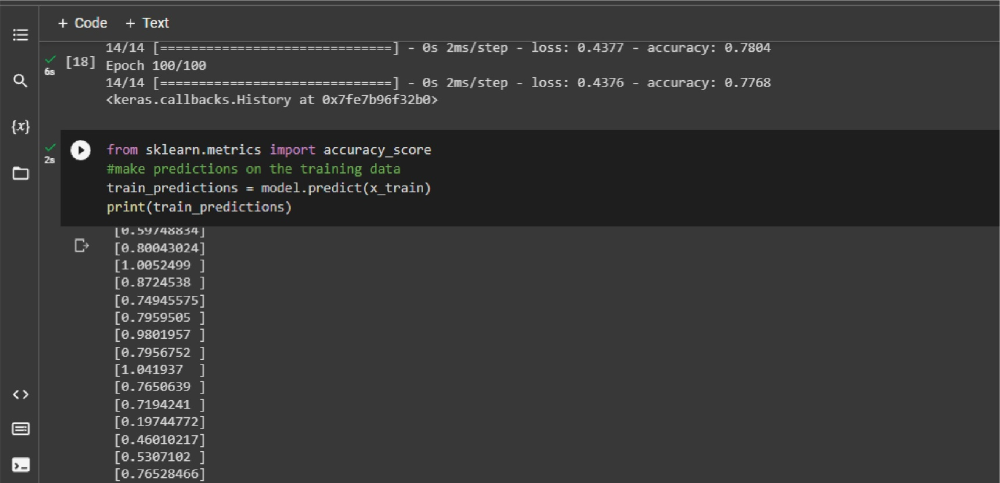 + Code + Text
14/14 [==============================] - 0s 2ms/step - loss: 0.4377 - accuracy: 0.7804
6s [18] Epoch 100/100
14/14 [==============================] - 0s 2ms/step - loss: 0.4376 - accuracy: 0.7768
<keras.callbacks.History at 0x7fe7b96f32b0>
{x}
2s
from sklearn.metrics import accuracy_score
#make predictions on the training data
train_predictions = model.predict(x_train)
print(train_predictions)
[0.59748834]
[0.80043024]
[1.0052499 ]
[0.8724538 ]
[0.74945575]
[0.7959505 ]
[0.9801957 ]
[0.7956752 ]
[1.041937  ]
[0.7650639 ]
[0.7194241 ]
[0.19744772]
[0.46010217]
[0.5307102 ]
[0.76528466]